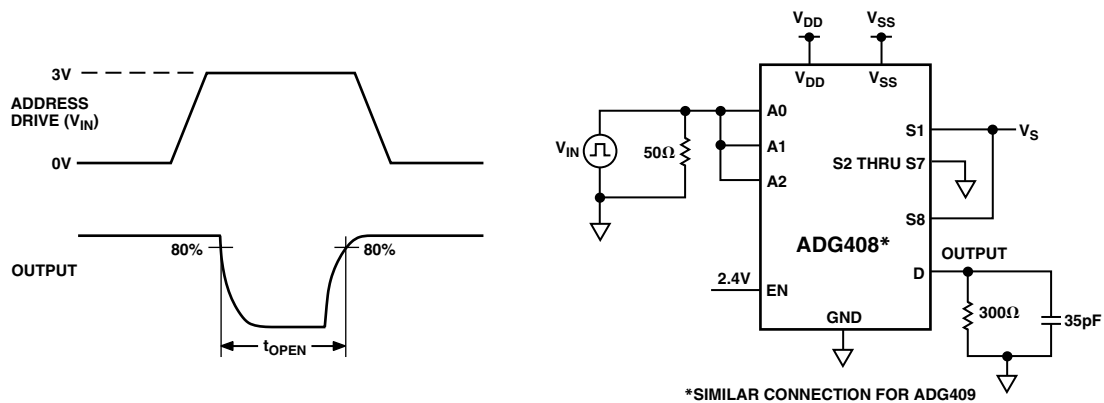 3V
ADDRESS
DRIVE (VIN)
0V
80%
80%
OUTPUT
tOPEN
VDD
VSS
VDD
VSS
A0
A1
A2
VIN
50Ω
S1
VS
S2 THRU S7
S8
ADG408*
OUTPUT
D
2.4V
EN
GND
300Ω
35pF
*SIMILAR CONNECTION FOR ADG409